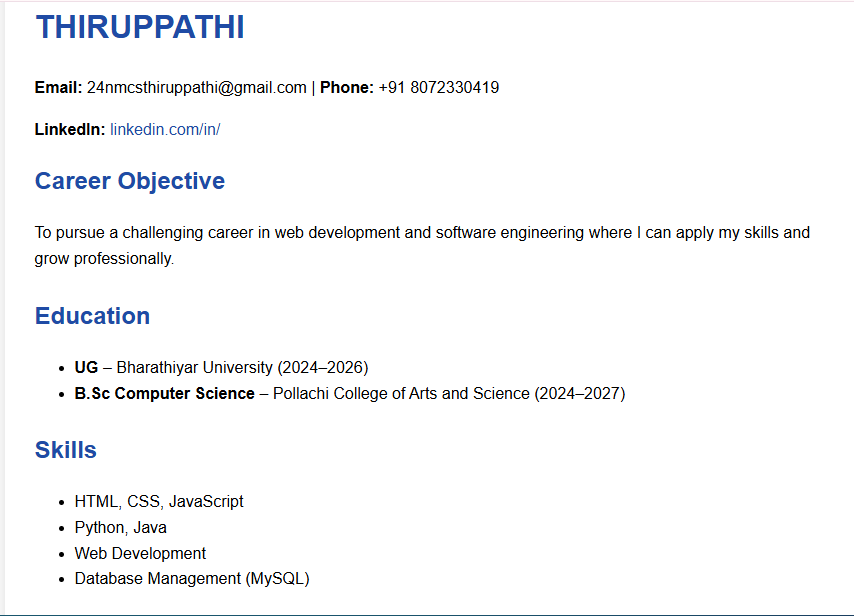 THIRUPPATHI
Email: 24nmcsthiruppathi@gmail.com | Phone: +91 8072330419
LinkedIn: linkedin.com/in/
Career Objective
To pursue a challenging career in web development and software engineering where I can apply my skills and
grow professionally.
Education
• UG – Bharathiyar University (2024–2026)
• B.Sc Computer Science – Pollachi College of Arts and Science (2024–2027)
Skills
• HTML, CSS, JavaScript
• Python, Java
• Web Development
• Database Management (MySQL)